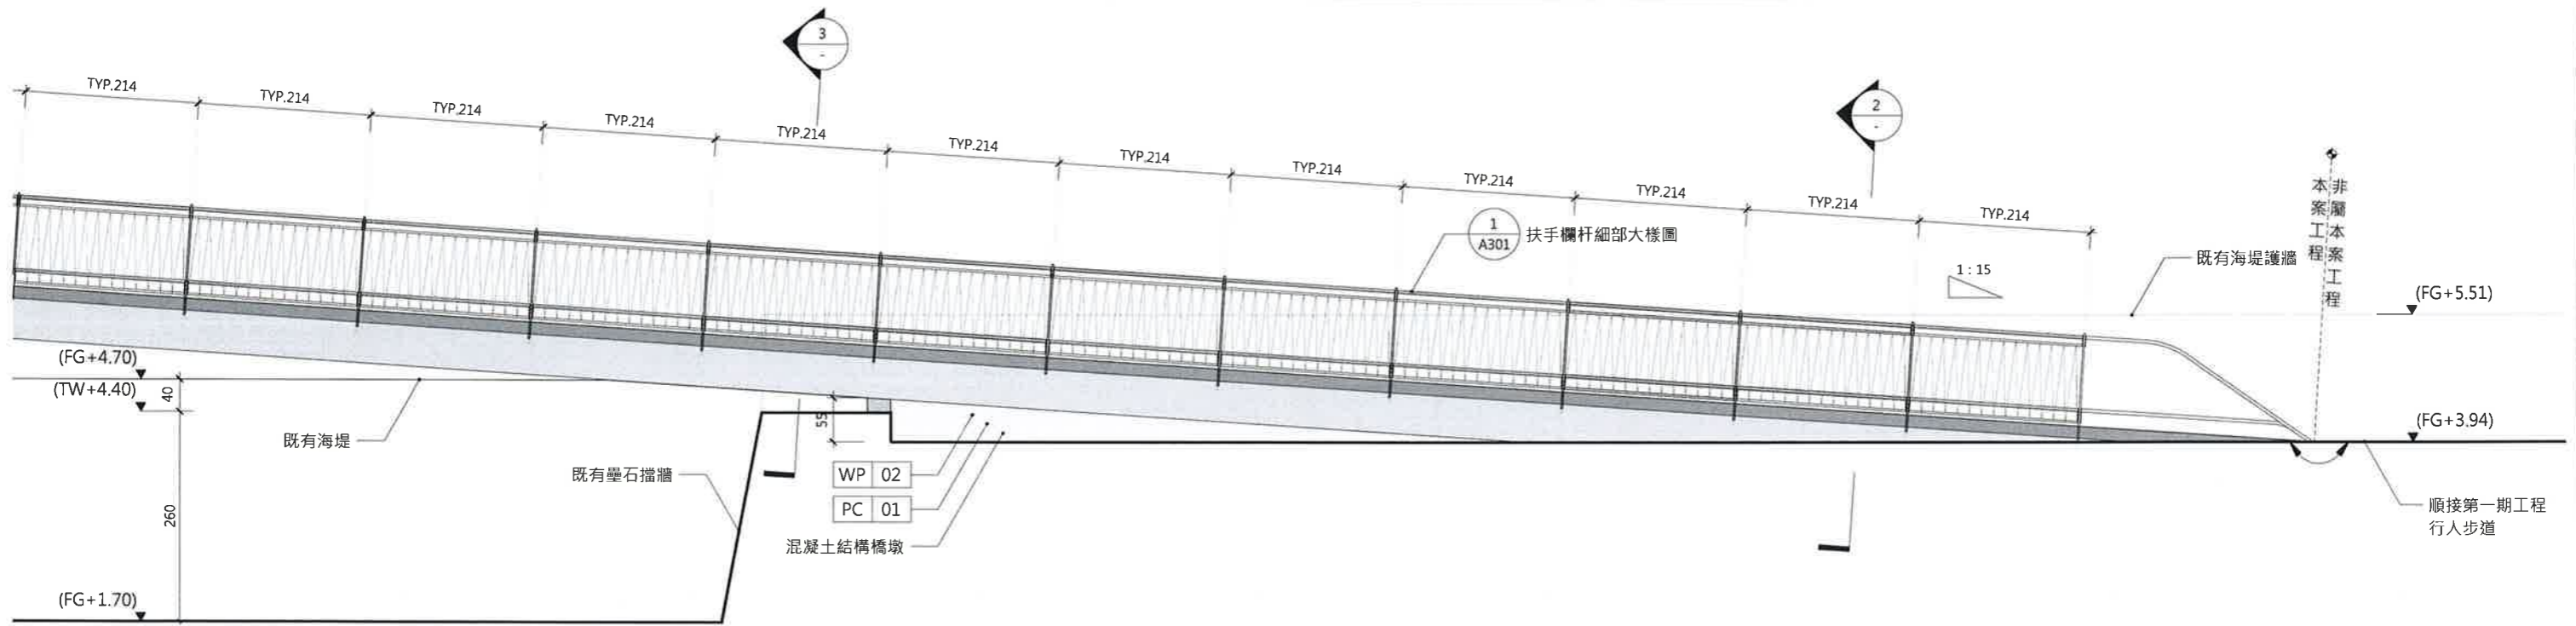 3
-
2
-
TYP.214
TYP.214
TYP.214
TYP.214
TYP.214
TYP.214
TYP.214
TYP.214
TYP.214
TYP.214
TYP.214
TYP.214
1
A301
扶手欄杆細部大樣圖
1 : 15
本案工程
非屬本案工程
既有海堤護牆
(FG+5.51)
(FG+4.70)
(TW+4.40)
40
既有海堤
55
(FG+3.94)
既有壘石擋牆
WP 02
PC 01
混凝土結構橋墩
260
順接第一期工程
行人步道
(FG+1.70)